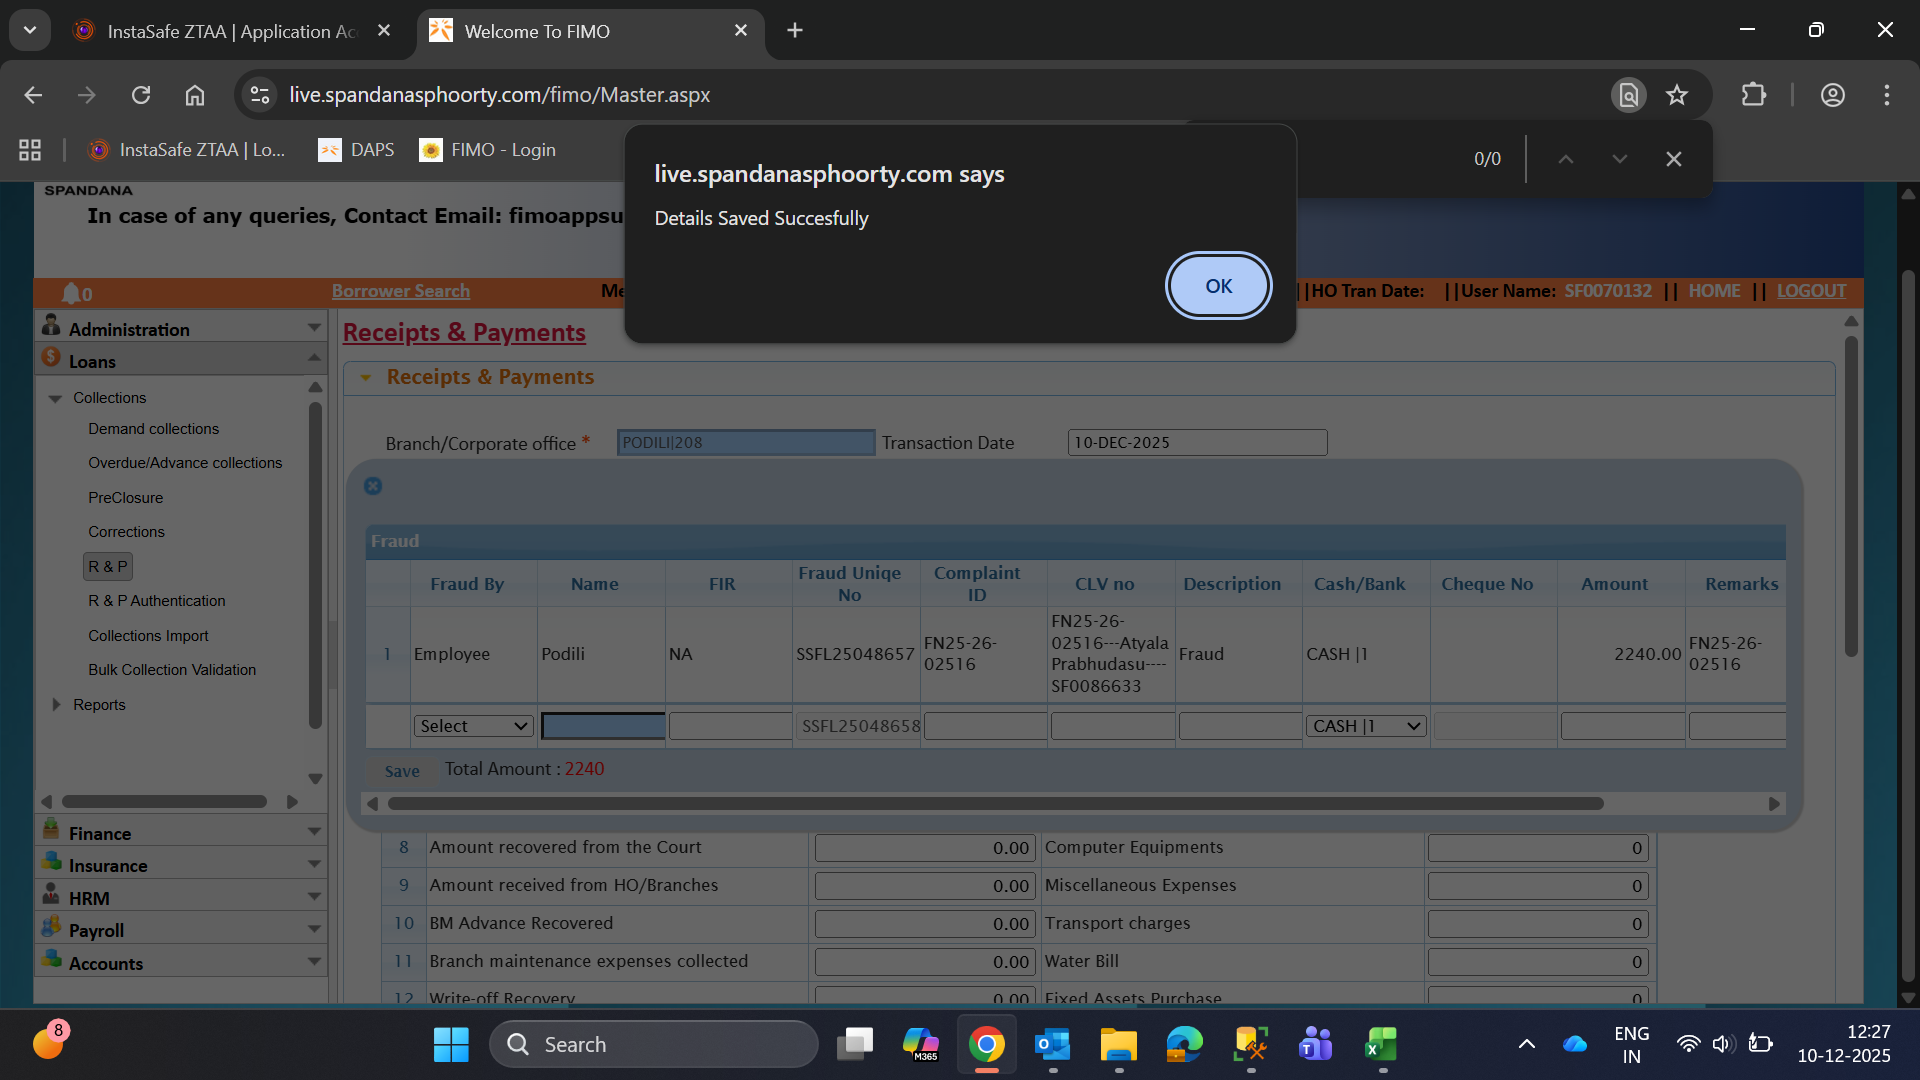 InstaSafe ZTAA | Application Acc
Welcome To FIMO
live.spandanasphoorty.com/fimo/Master.aspx
InstaSafe ZTAA | Lo...
DAPS
FIMO - Login
0/0
live.spandanasphoorty.com says
Details Saved Succesfully
OK
SPANDANA
In case of any queries, Contact Email: fimoappsu
0
Borrower Search
Me
||HO Tran Date: ||User Name: SF0070132 || HOME || LOGOUT
Administration
Loans
Collections
Demand collections
Overdue/Advance collections
PreClosure
Corrections
R & P
R & P Authentication
Collections Import
Bulk Collection Validation
Reports
Finance
Insurance
HRM
Payroll
Accounts
Receipts & Payments
Receipts & Payments
Branch/Corporate office * PODILI|208 Transaction Date 10-DEC-2025
Fraud
Fraud By Name FIR Fraud Uniqe No Complaint ID CLV no Description Cash/Bank Cheque No Amount Remarks
1 Employee Podili NA SSFL25048657 FN25-26-02516 FN25-26-02516---Atyala Prabhudasu----SF0086633 Fraud CASH |1 2240.00 FN25-26-02516
Select SSFL25048658 CASH |1
Save Total Amount : 2240
8 Amount recovered from the Court 0.00 Computer Equipments 0
9 Amount received from HO/Branches 0.00 Miscellaneous Expenses 0
10 BM Advance Recovered 0.00 Transport charges 0
11 Branch maintenance expenses collected 0.00 Water Bill 0
12 Write-off Recovery 0.00 Fixed Assets Purchase 0
8
Search
M365
ENG
IN
12:27
10-12-2025